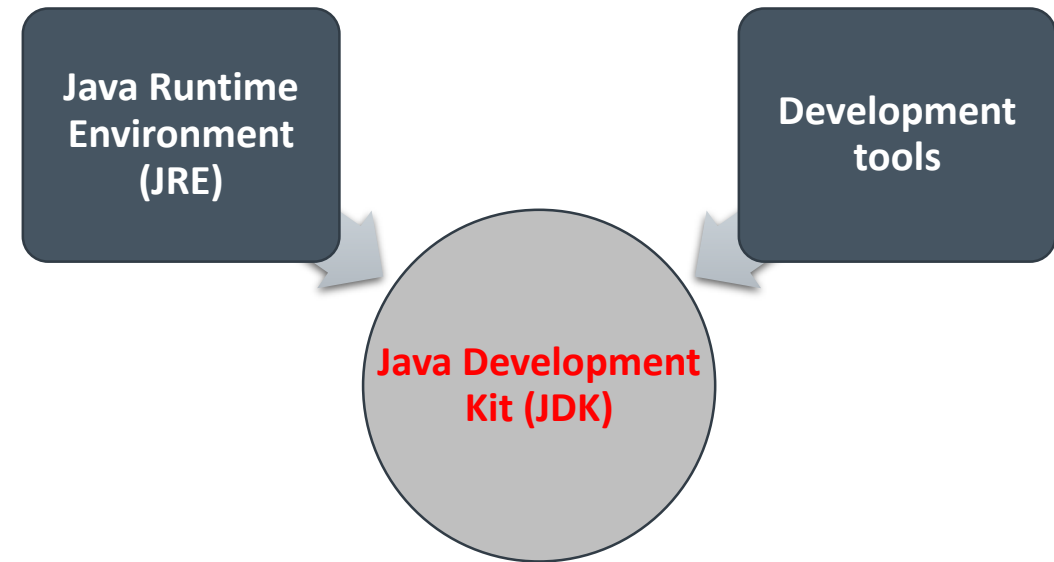 Java Runtime
Environment
(JRE)
Development
tools
Java Development
Kit (JDK)